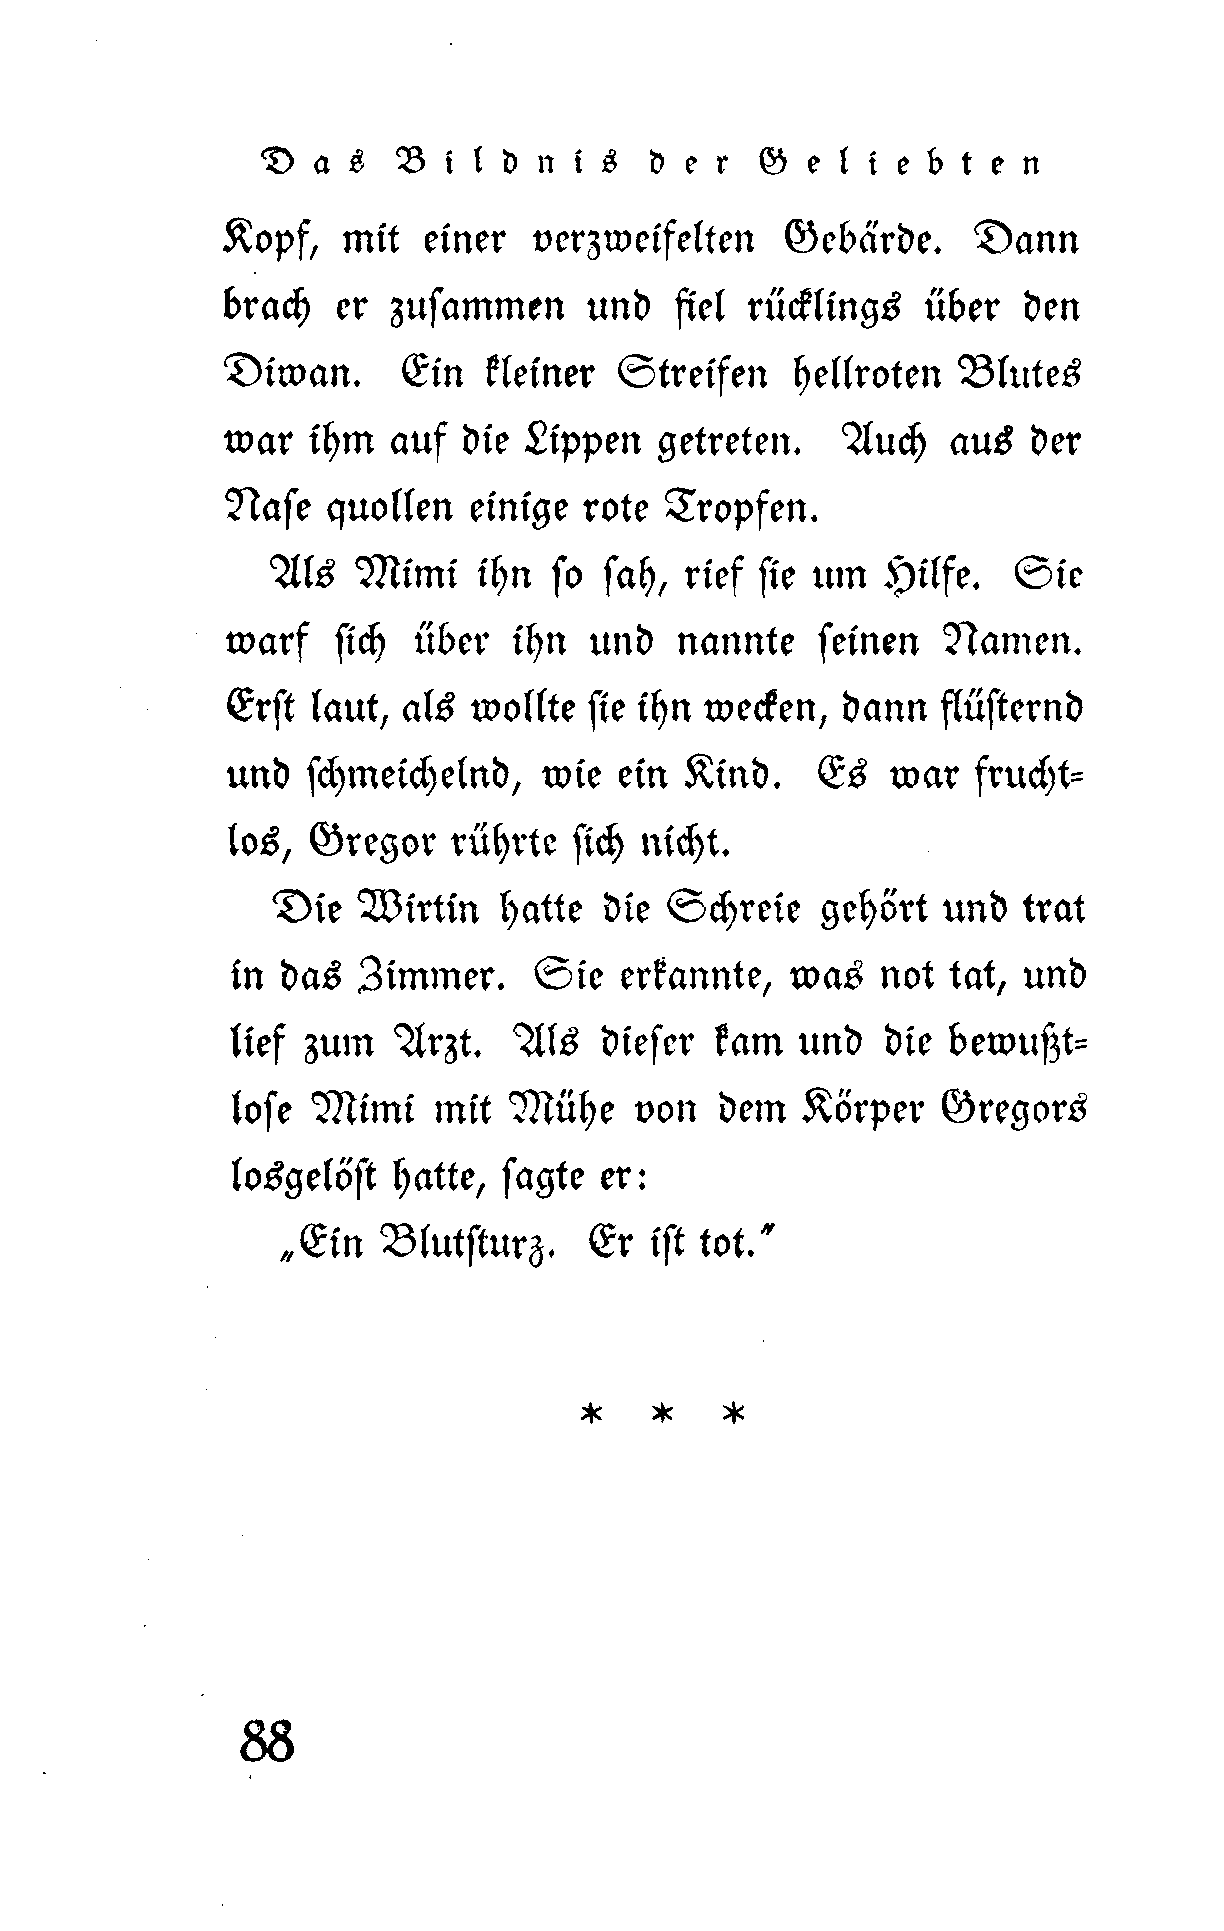 Das Bildnis der Geliebten
Kopf, mit einer verzweifelten Gebärde. Dann
brach er zuſammen und fiel rücklings über den
Diwan. Ein kleiner Streifen hellroten Blutes
war ihm auf die Lippen getreten. Auch aus der
Naſe quollen einige rote Tropfen.
Als Mimi ihn ſo ſah, rief ſie um Hilfe. Sie
warf ſich über ihn und nannte ſeinen Namen.
Erſt laut, als wollte ſie ihn wecken, dann flüſternd
und ſchmeichelnd, wie ein Kind. Es war frucht⸗
los, Gregor rührte ſich nicht.
Die Wirtin hatte die Schreie gehört und trat
in das Zimmer. Sie erkannte, was not tat, und
lief zum Arzt. Als dieſer kam und die bewußt⸗
loſe Mimi mit Mühe von dem Körper Gregors
losgelöſt hatte, ſagte er:
„Ein Blutſturz. Er iſt tot.“
* * *
88